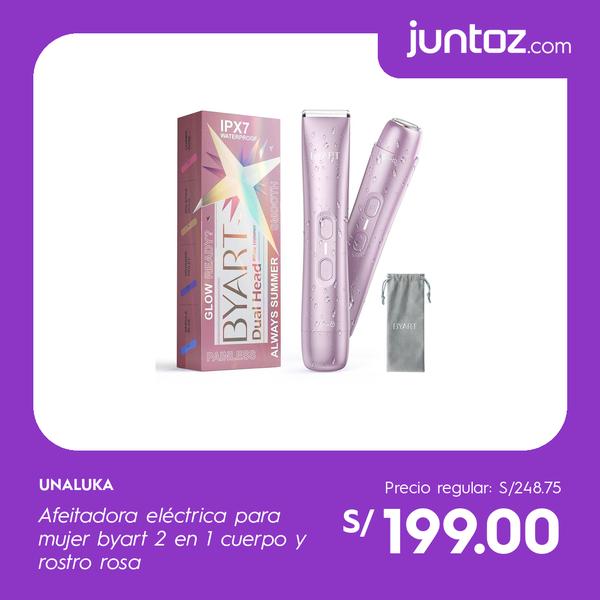 juntoz.com
IPX7
WATERPROOF
GLOW READY?
BYART
Dual Head
ALWAYS SUMMER
SMOOTH
PAINLESS
BYART
UNALUKA
Precio regular: S/248.75
Afeitadora eléctrica para
mujer byart 2 en 1 cuerpo y
rostro rosa
S/199.00